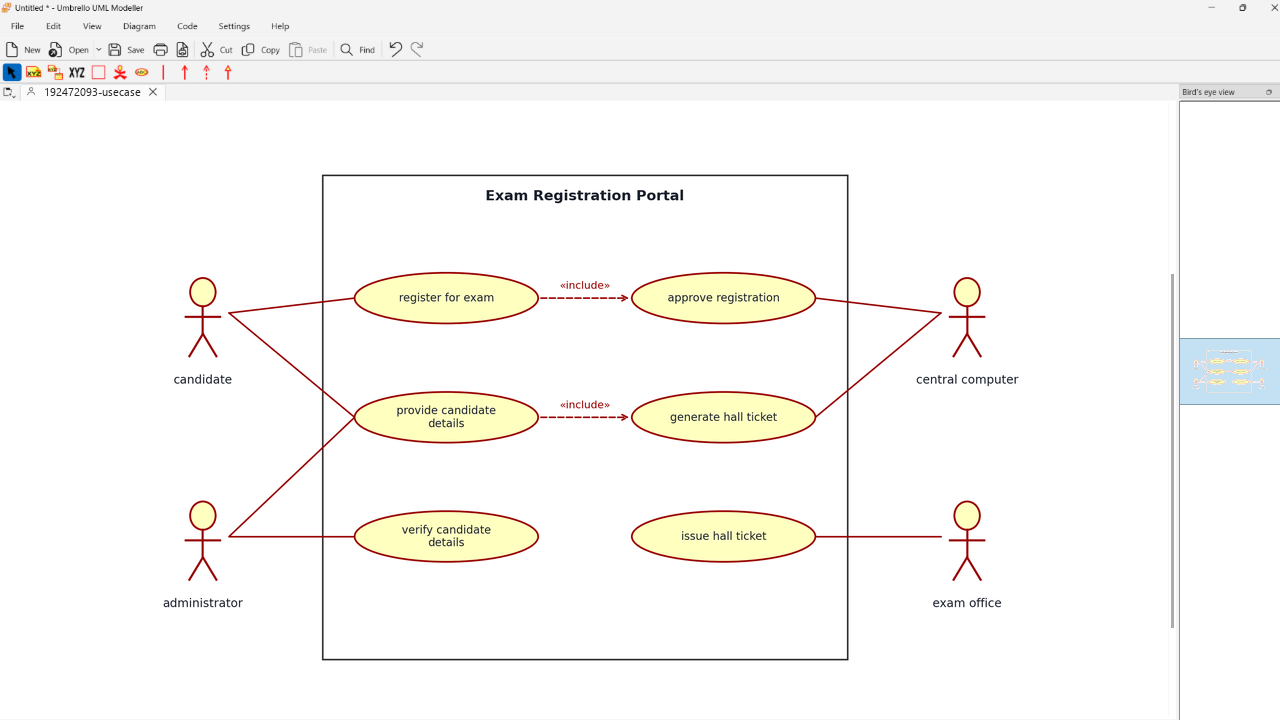 Untitled * - Umbrello UML Modeller
File Edit View Diagram Code Settings Help
New Open Save Cut Copy Paste Find
XYZ XYZ
192472093-usecase
Bird's eye view
Exam Registration Portal
«include»
register for exam
approve registration
candidate
central computer
«include»
provide candidate
details
generate hall ticket
verify candidate
details
issue hall ticket
administrator
exam office